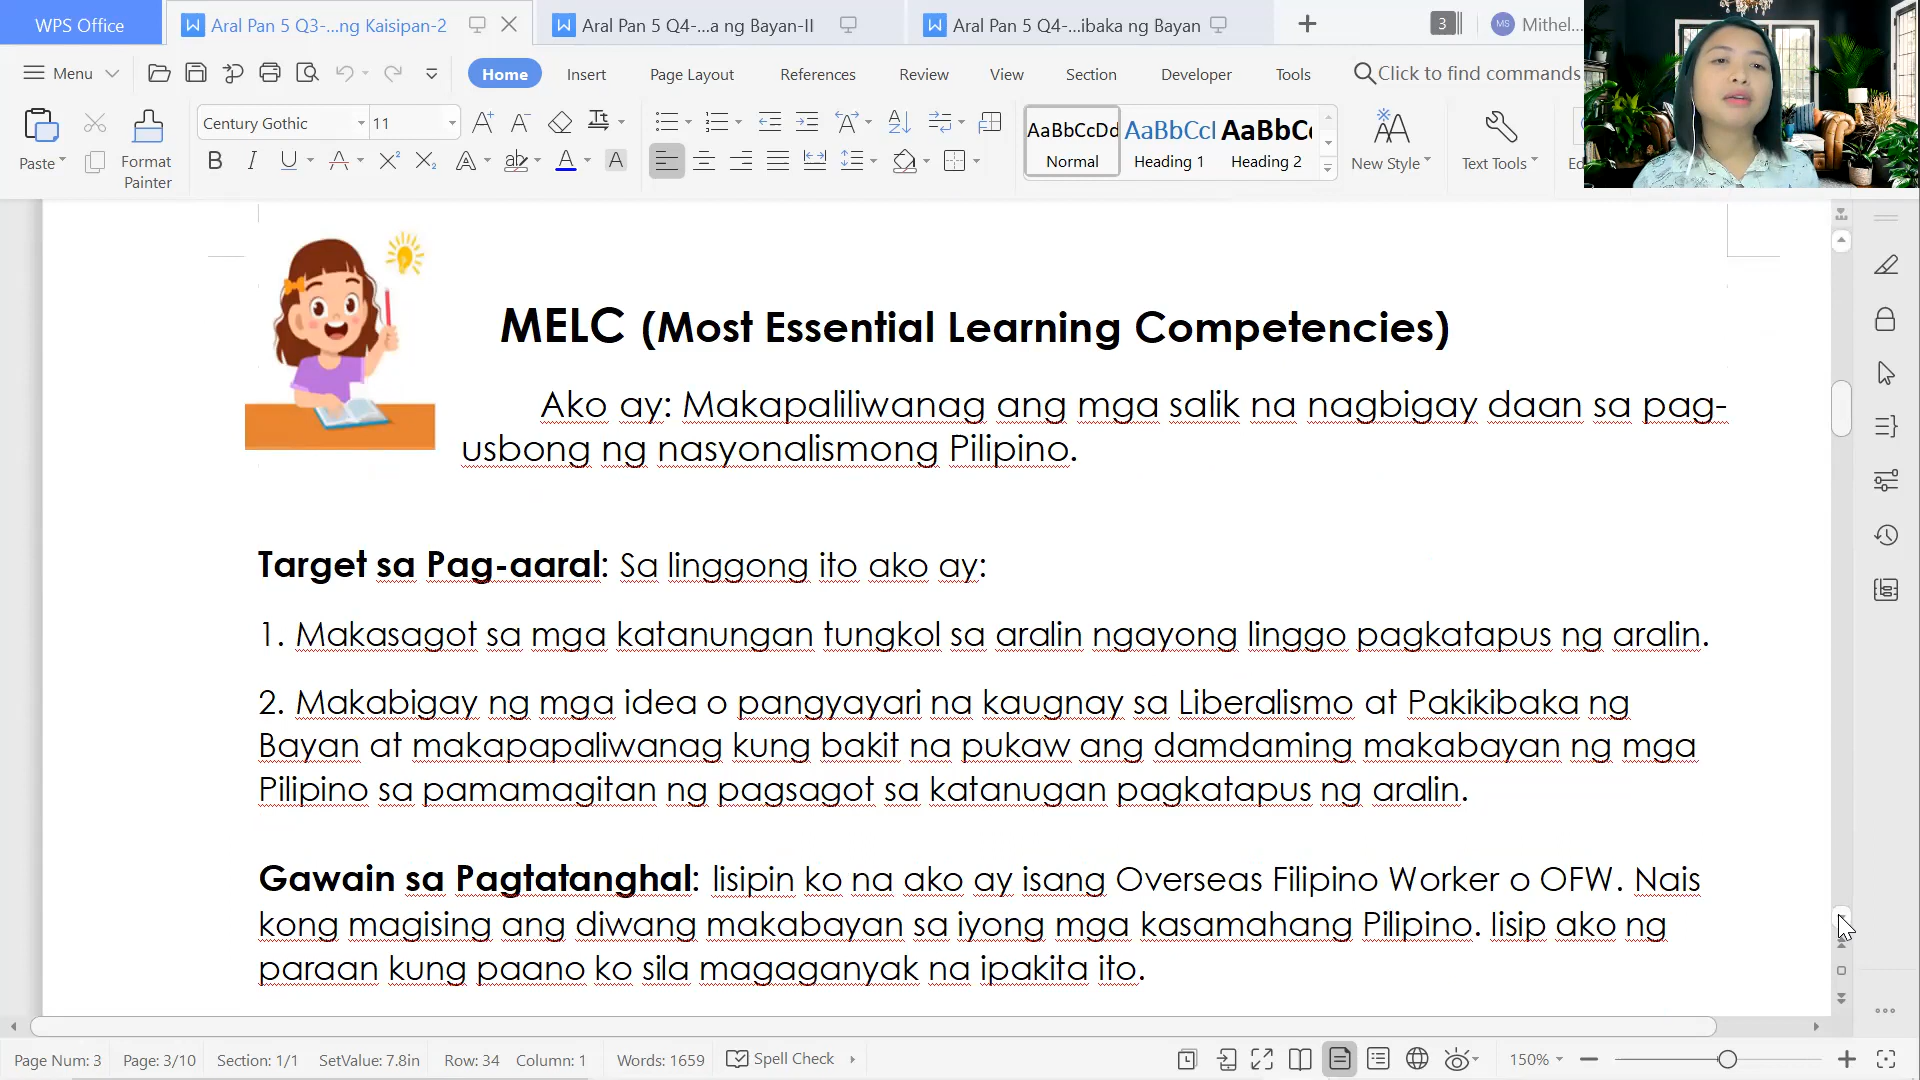 WPS Office
Aral Pan 5 Q3-...ng Kaisipan-2
Aral Pan 5 Q4-...a ng Bayan-II
Aral Pan 5 Q4-...ibaka ng Bayan
3
MS
Mithel...
Menu
Home
Insert
Page Layout
References
Review
View
Section
Developer
Tools
Click to find commands
Paste
Format
Painter
Century Gothic
11
AaBbCcDd
Normal
AaBbCcl
Heading 1
AaBbCc
Heading 2
New Style
Text Tools
MELC (Most Essential Learning Competencies)
Ako ay: Makapaliliwanag ang mga salik na nagbigay daan sa pag-
usbong ng nasyonalismong Pilipino.
Target sa Pag-aaral: Sa linggong ito ako ay:
1. Makasagot sa mga katanungan tungkol sa aralin ngayong linggo pagkatapus ng aralin.
2. Makabigay ng mga idea o pangyayari na kaugnay sa Liberalismo at Pakikibaka ng
Bayan at makapapaliwanag kung bakit na pukaw ang damdaming makabayan ng mga
Pilipino sa pamamagitan ng pagsagot sa katanugan pagkatapus ng aralin.
Gawain sa Pagtatanghal: Iisipin ko na ako ay isang Overseas Filipino Worker o OFW. Nais
kong magising ang diwang makabayan sa iyong mga kasamahang Pilipino. Iisip ako ng
paraan kung paano ko sila magaganyak na ipakita ito.
Page Num: 3
Page: 3/10
Section: 1/1
SetValue: 7.8in
Row: 34
Column: 1
Words: 1659
Spell Check
150%